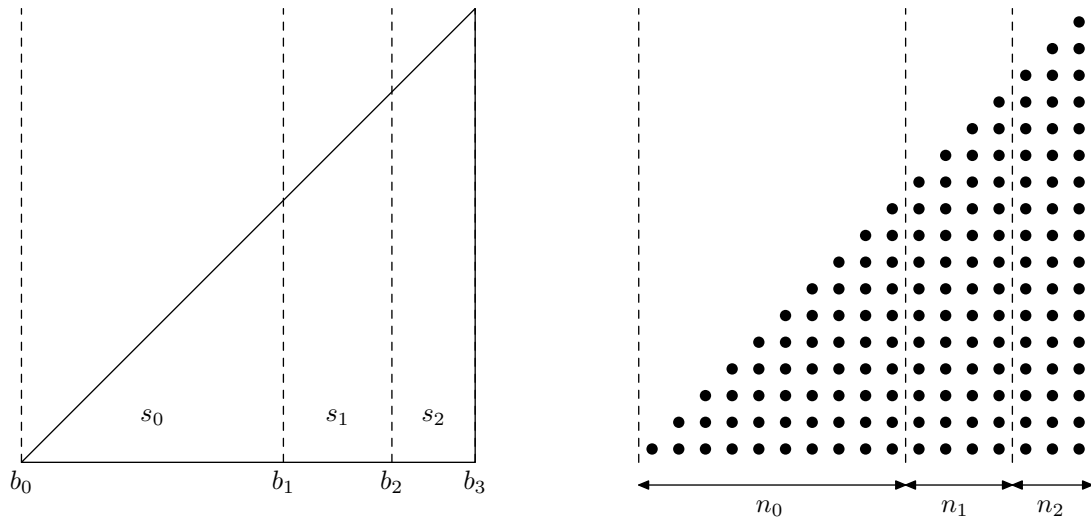 s₀ s₁ s₂
b₀ b₁ b₂ b₃
n₀ n₁ n₂